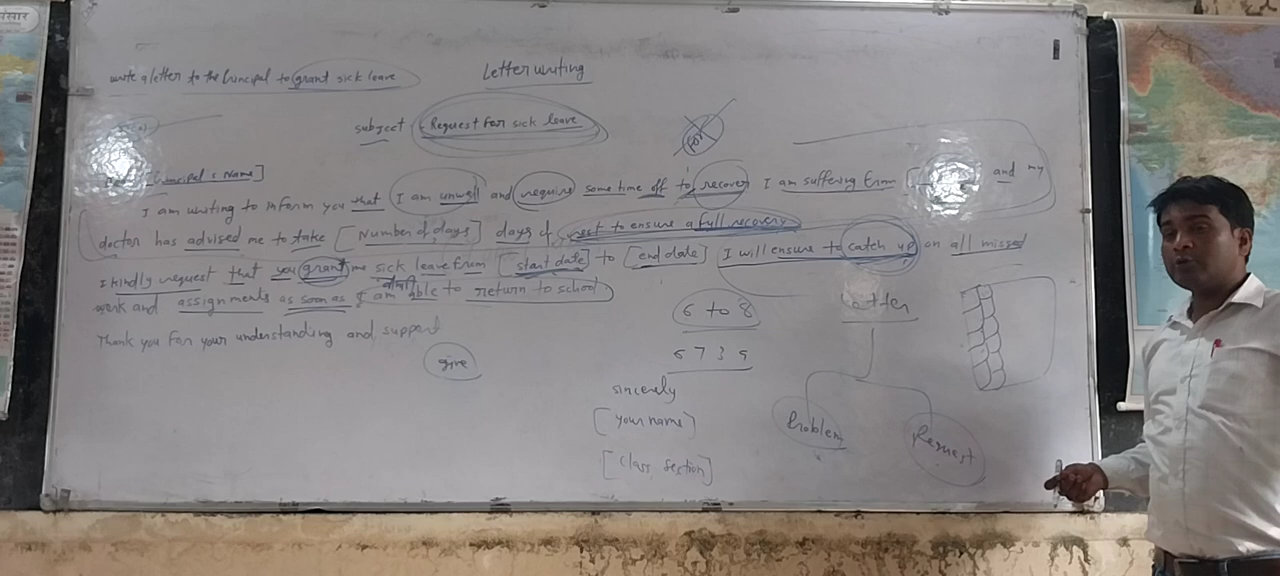 संसार
Letter writing
write a letter to the Principal to grant sick leave
subject : Request for sick leave
for
Principal's Name]
I am writing to inform you that I am unwell and require some time off to recover I am suffering from [ and my
doctor has advised me to take [Number of days] days of rest to ensure a full recovery
I kindly request that you grant me sick leave from [start date] to [end date] I will ensure to catch up on all missed
work and assignments as soon as I am able to return to school
Thank you for your understanding and support
give
6 to 8
6 7 3 9
sincerely
[your name]
[class, section]
Letter
Problem
Request